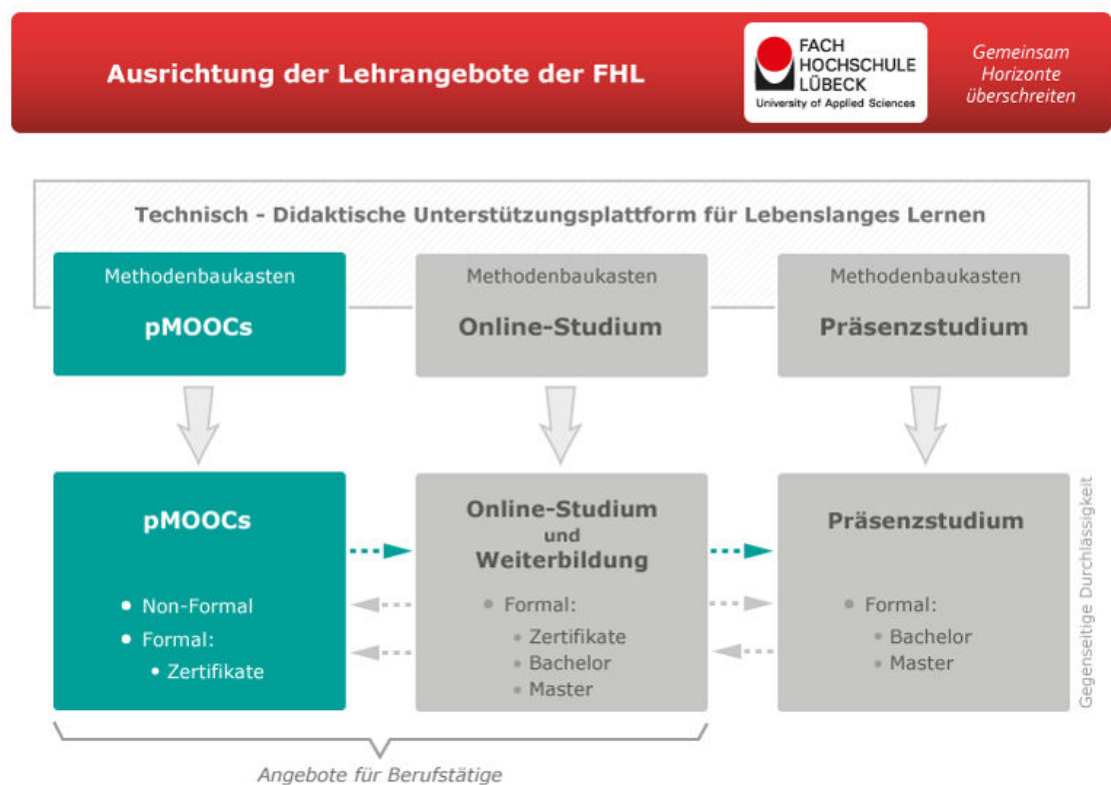 Ausrichtung der Lehrangebote der FHL
FACH
HOCHSCHULE
LÜBECK
University of Applied Sciences
Gemeinsam
Horizonte
überschreiten
Technisch - Didaktische Unterstützungsplattform für Lebenslanges Lernen
Methodenbaukasten
pMOOCs
Methodenbaukasten
Online-Studium
Methodenbaukasten
Präsenzstudium
pMOOCs
• Non-Formal
• Formal:
• Zertifikate
Online-Studium
und
Weiterbildung
• Formal:
• Zertifikate
• Bachelor
• Master
Präsenzstudium
• Formal:
• Bachelor
• Master
Gegenseitige Durchlässigkeit
Angebote für Berufstätige